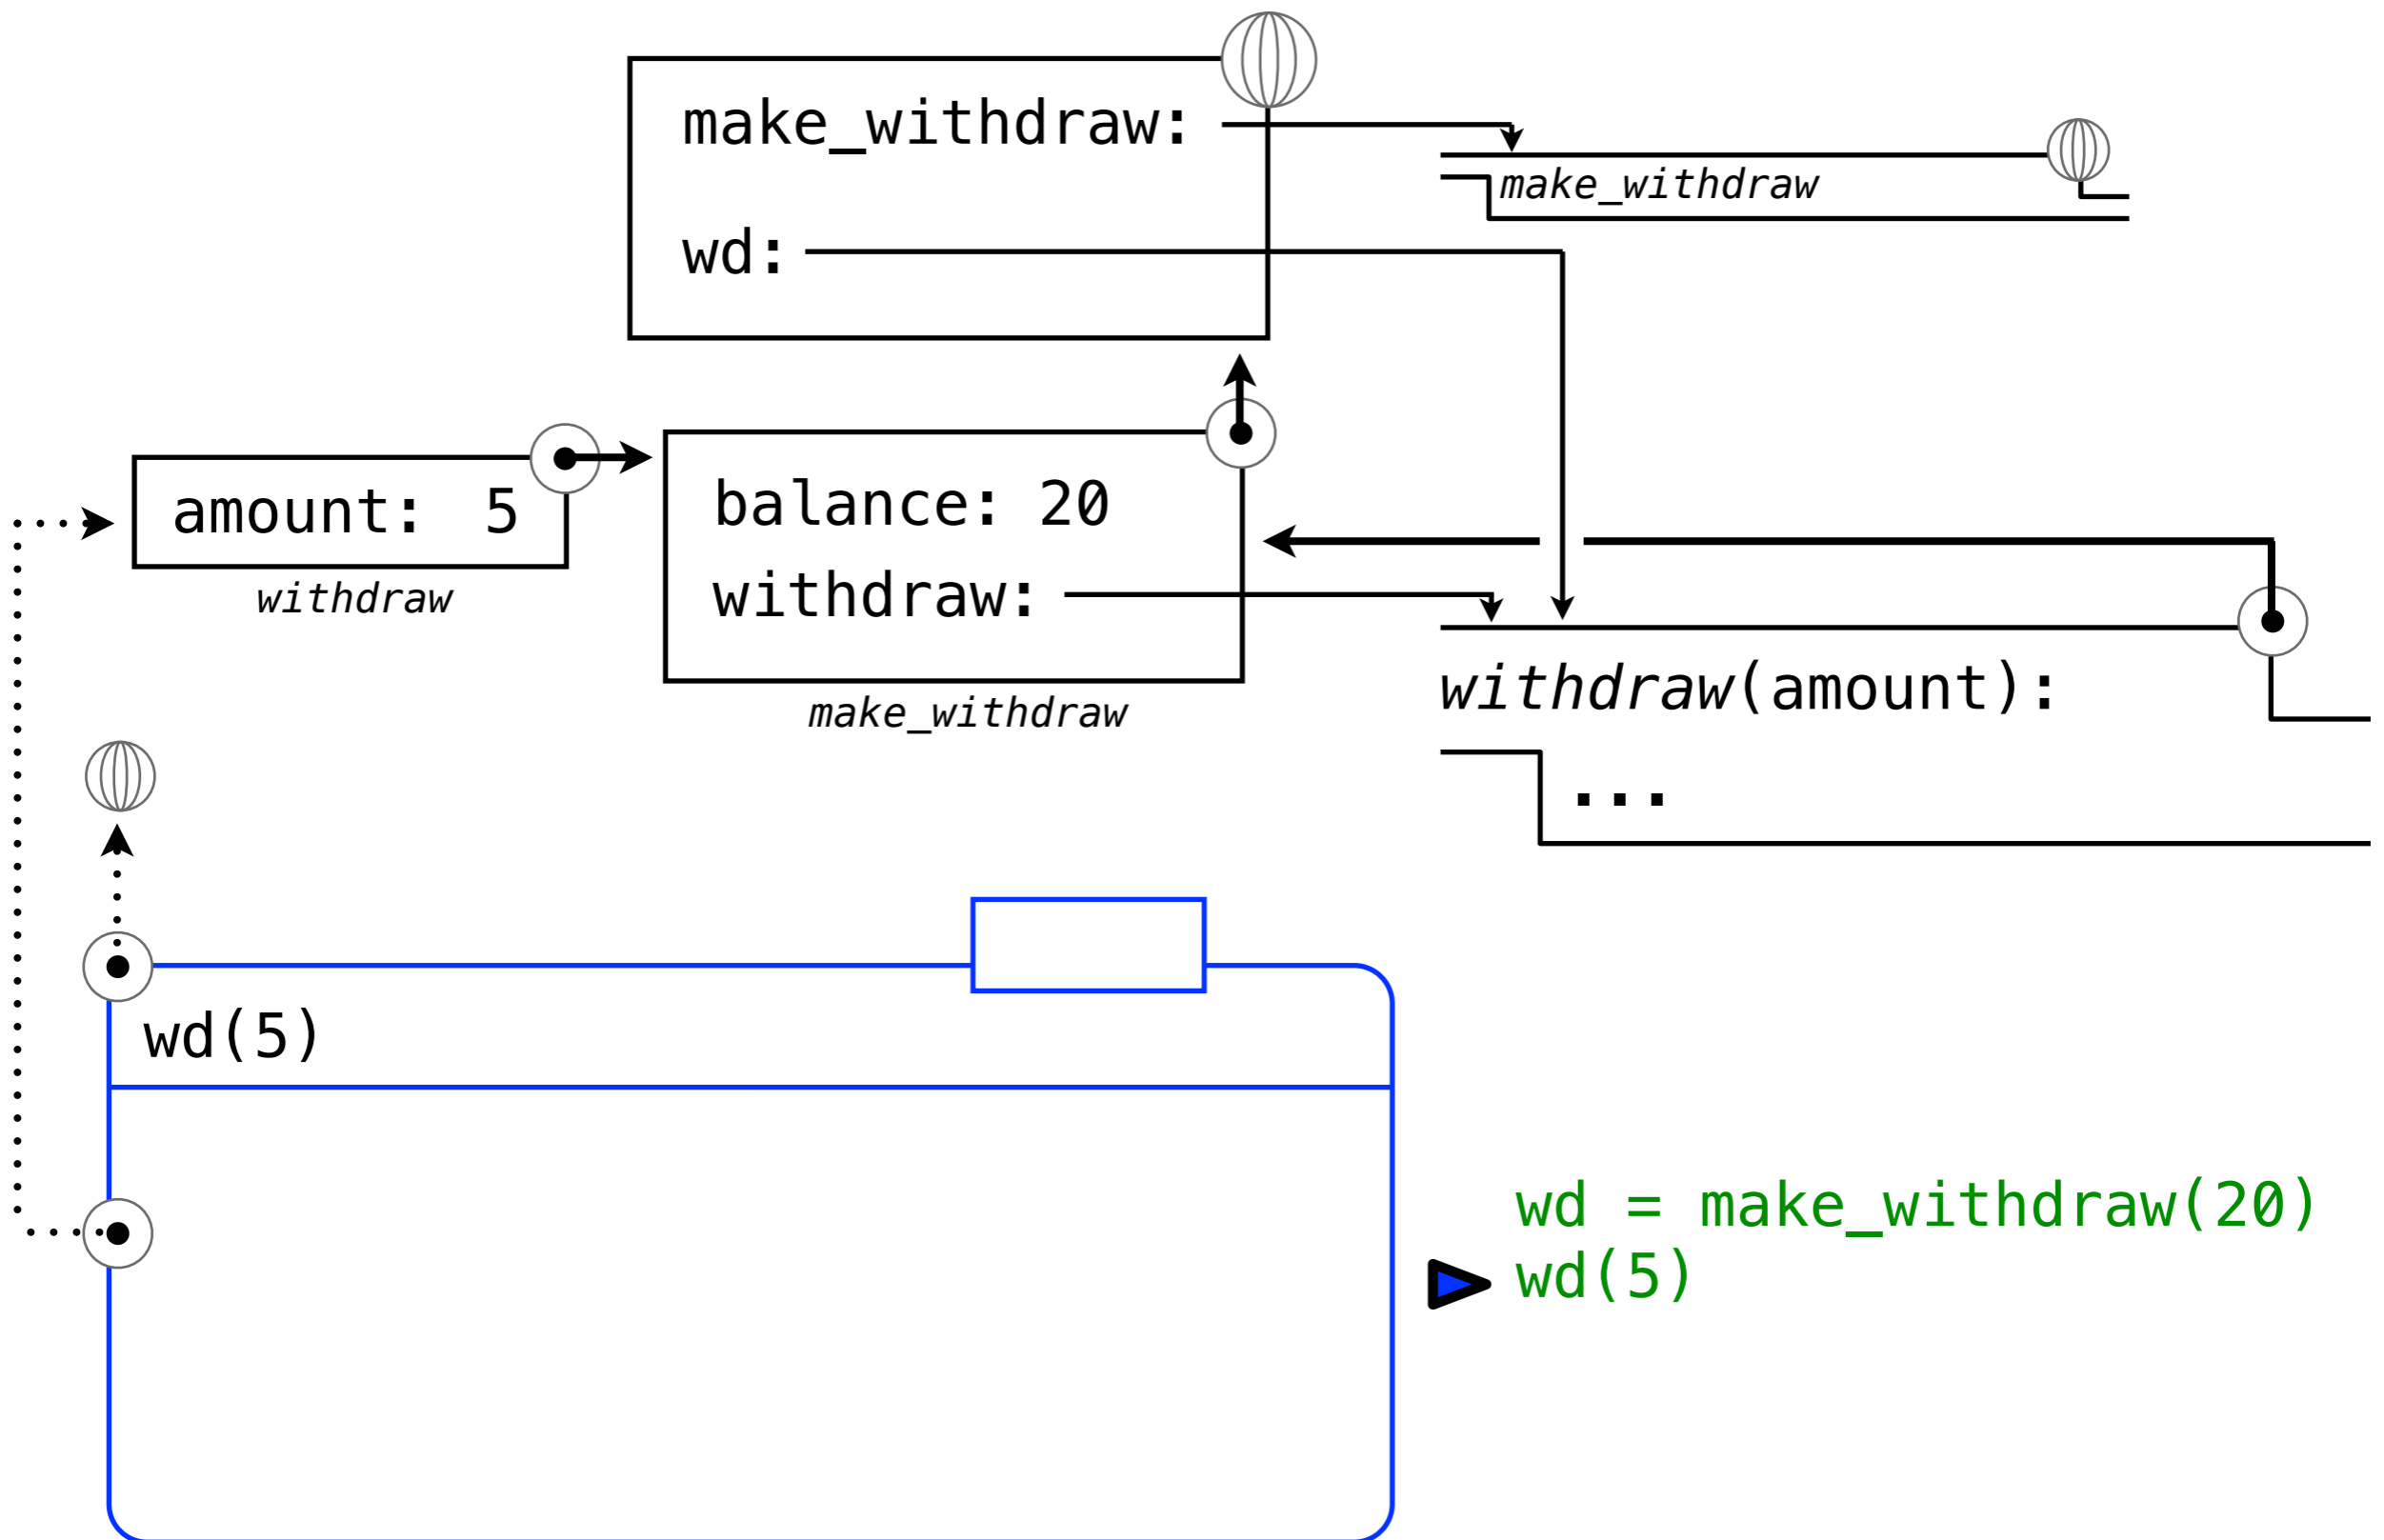 make_withdraw:
make_withdraw
wd:
amount: 5
withdraw
balance: 20
withdraw:
make_withdraw
withdraw(amount):
...
wd(5)
wd = make_withdraw(20)
wd(5)